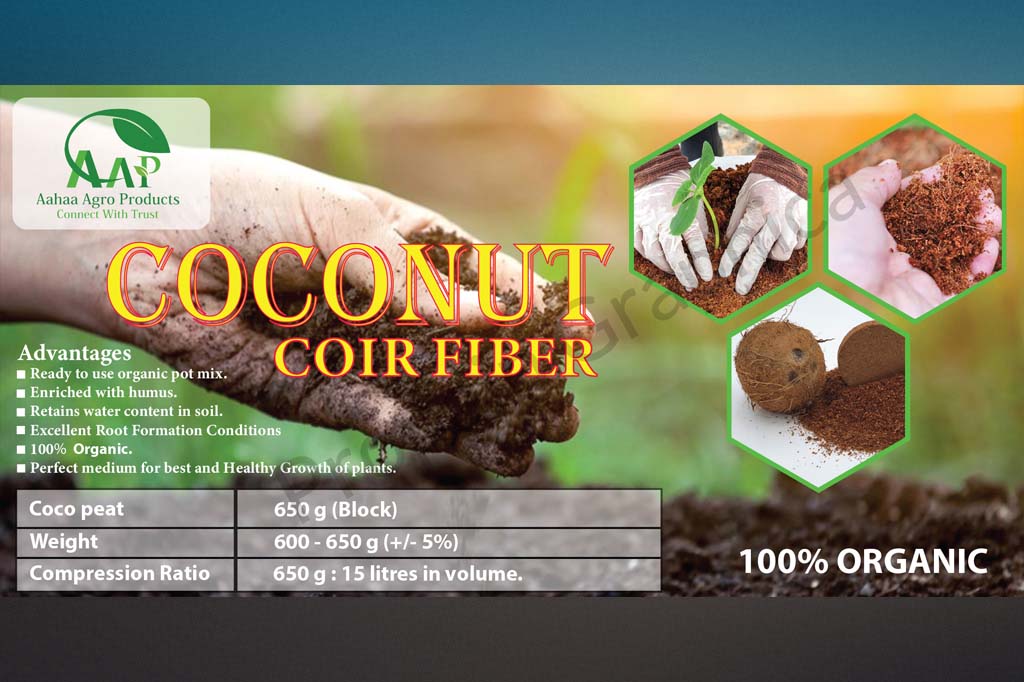 AAP
Aahaa Agro Products
Connect With Trust
COCONUT
COIR FIBER
Advantages
Ready to use organic pot mix.
Enriched with humus.
Retains water content in soil.
Excellent Root Formation Conditions
100% Organic.
Perfect medium for best and Healthy Growth of plants.
Coco peat 650 g (Block)
Weight 600 - 650 g (+/- 5%)
Compression Ratio 650 g : 15 litres in volume.
100% ORGANIC